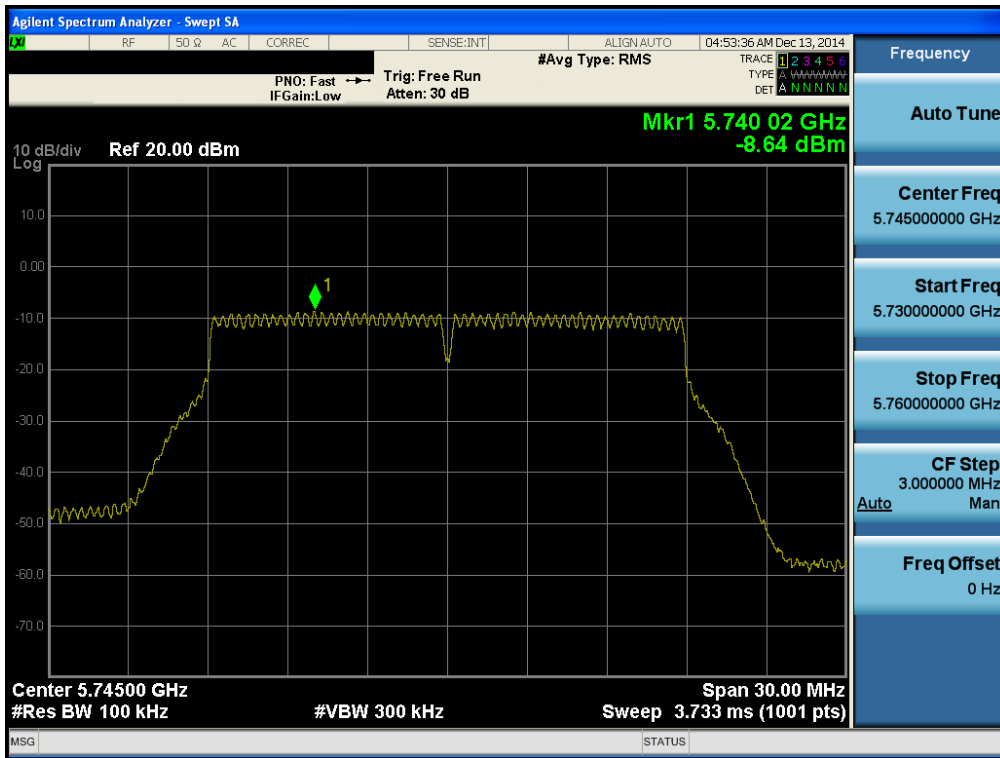 Agilent Spectrum Analyzer - Swept SA
LXI RF 50 Ω AC CORREC SENSE:INT ALIGN AUTO 04:53:36 AM Dec 13, 2014
#Avg Type: RMS
TRACE 1 2 3 4 5 6
TYPE A
DET A N N N N N
PNO: Fast
IFGain:Low
Trig: Free Run
Atten: 30 dB
Mkr1 5.740 02 GHz
-8.64 dBm
10 dB/div
Log
Ref 20.00 dBm
10.0
0.00
-10.0
-20.0
-30.0
-40.0
-50.0
-60.0
-70.0
1
Center 5.74500 GHz
Span 30.00 MHz
#Res BW 100 kHz
#VBW 300 kHz
Sweep 3.733 ms (1001 pts)
MSG
STATUS
Frequency
Auto Tune
Center Freq
5.745000000 GHz
Start Freq
5.730000000 GHz
Stop Freq
5.760000000 GHz
CF Step
3.000000 MHz
Auto Man
Freq Offset
0 Hz